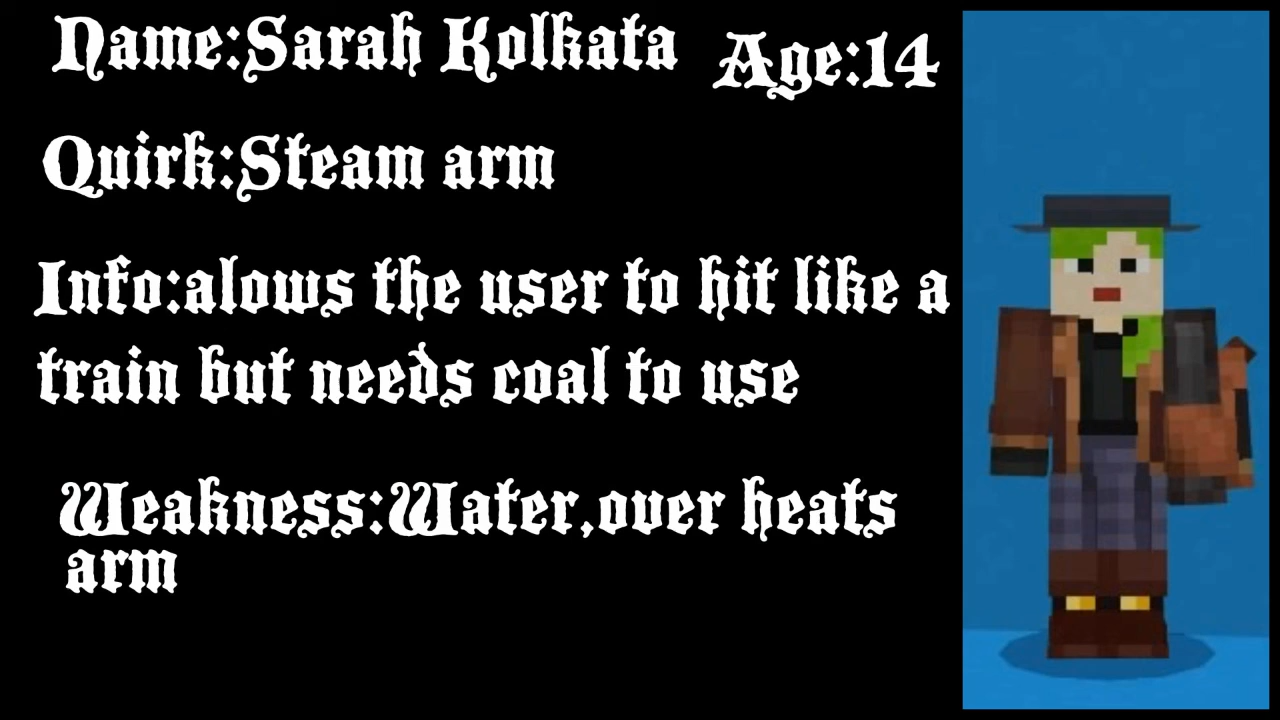 Name:Sarah Kolkata Age:14
Quirk:Steam arm
Info:alows the user to hit like a
train but needs coal to use
Weakness:Water,over heats
arm